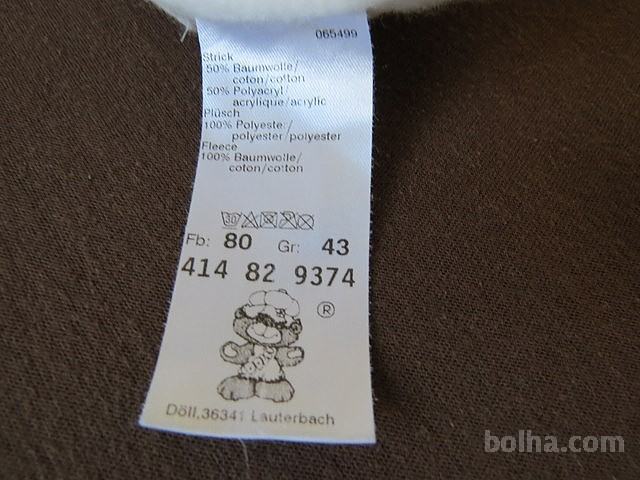 065499
Strick
50% Baumwolle/
coton/cotton
50% Polyacryl/
acrylique/acrylic
Plüsch
100% Polyester/
polyester/polyester
Fleece
100% Baumwolle/
coton/cotton
30
Fb: 80 Gr: 43
414 82 9374
®
Döll,36341 Lauterbach
bolha.com